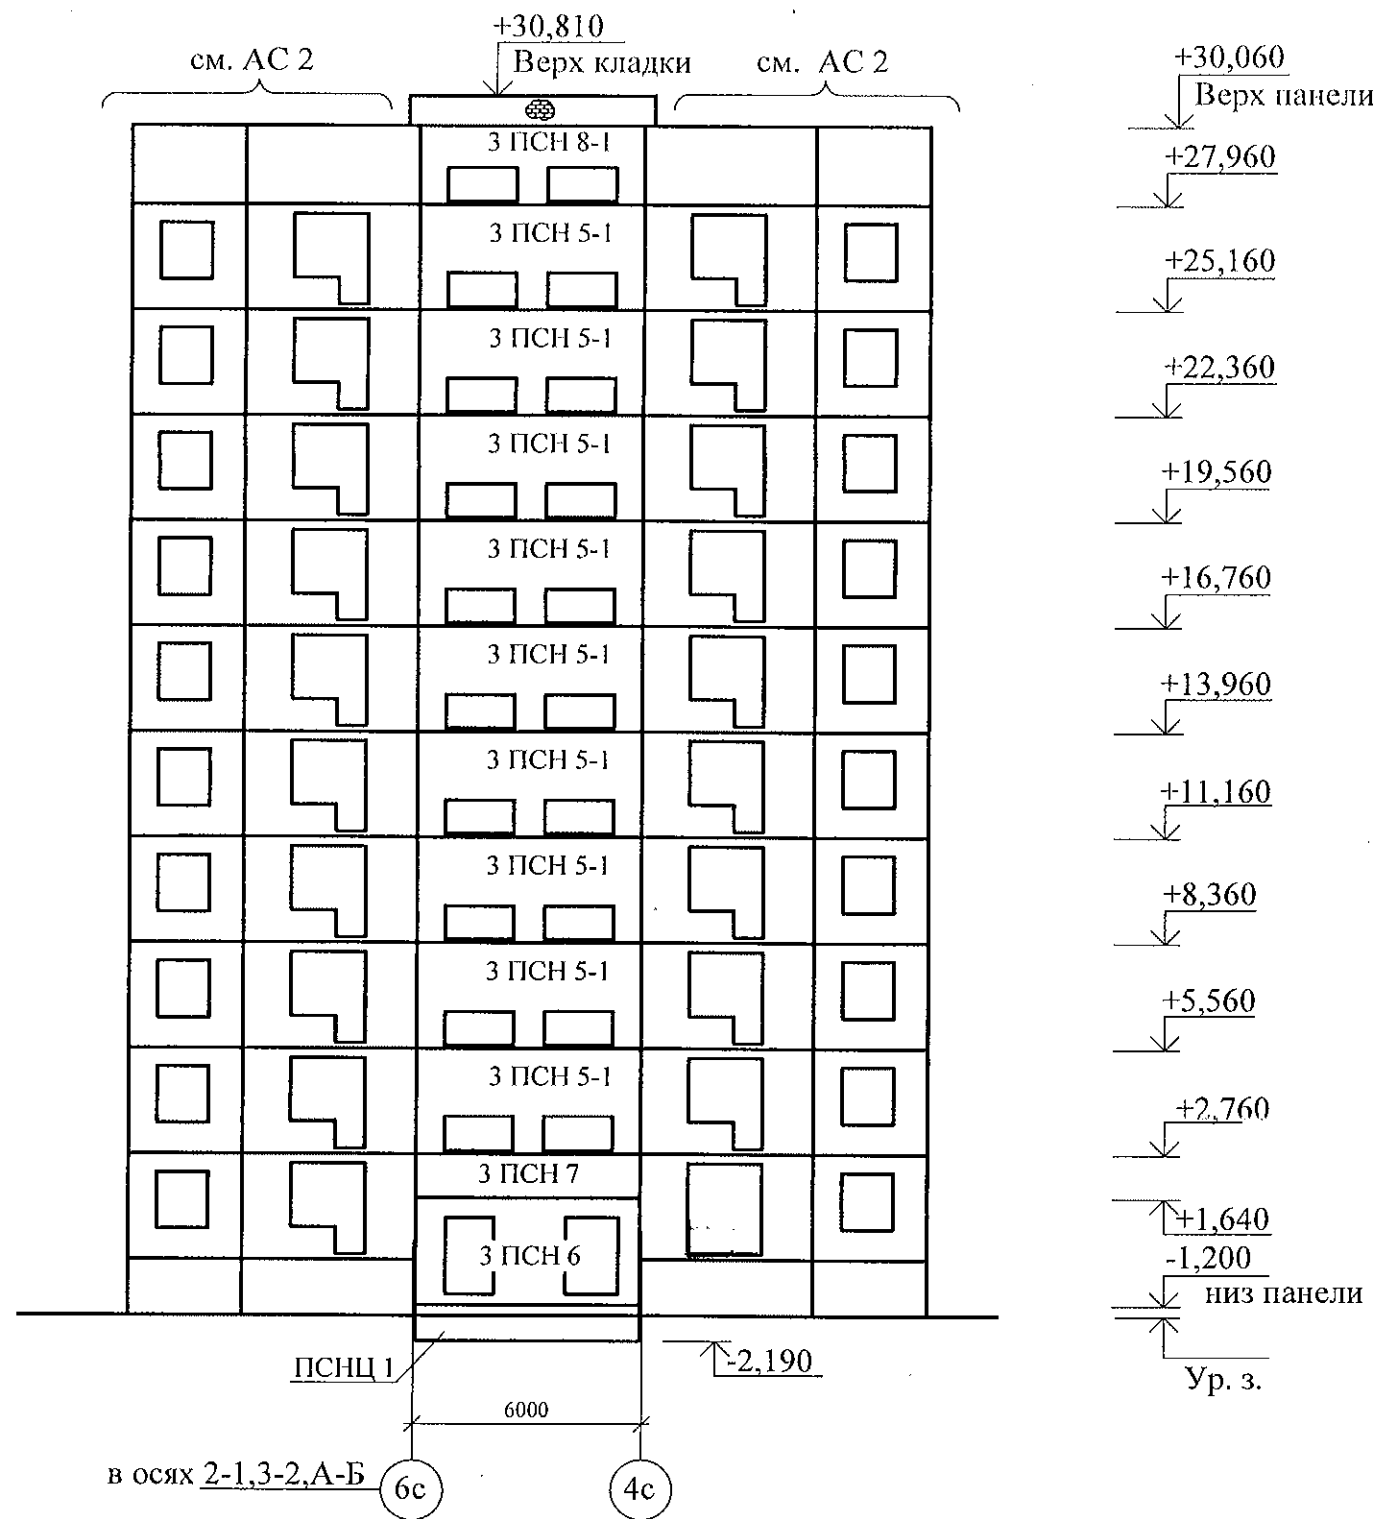 +30,810
Верх кладки
см. АС 2
см. АС 2
+30,060
Верх панели
3 ПСН 8-1
+27,960
3 ПСН 5-1
+25,160
3 ПСН 5-1
+22,360
3 ПСН 5-1
+19,560
3 ПСН 5-1
+16,760
3 ПСН 5-1
+13,960
3 ПСН 5-1
+11,160
3 ПСН 5-1
+8,360
3 ПСН 5-1
+5,560
3 ПСН 5-1
+2,760
3 ПСН 7
+1,640
3 ПСН 6
-1,200
низ панели
ПСНЦ 1
-2,190
Ур. з.
6000
в осях 2-1,3-2,А-Б
6с
4с